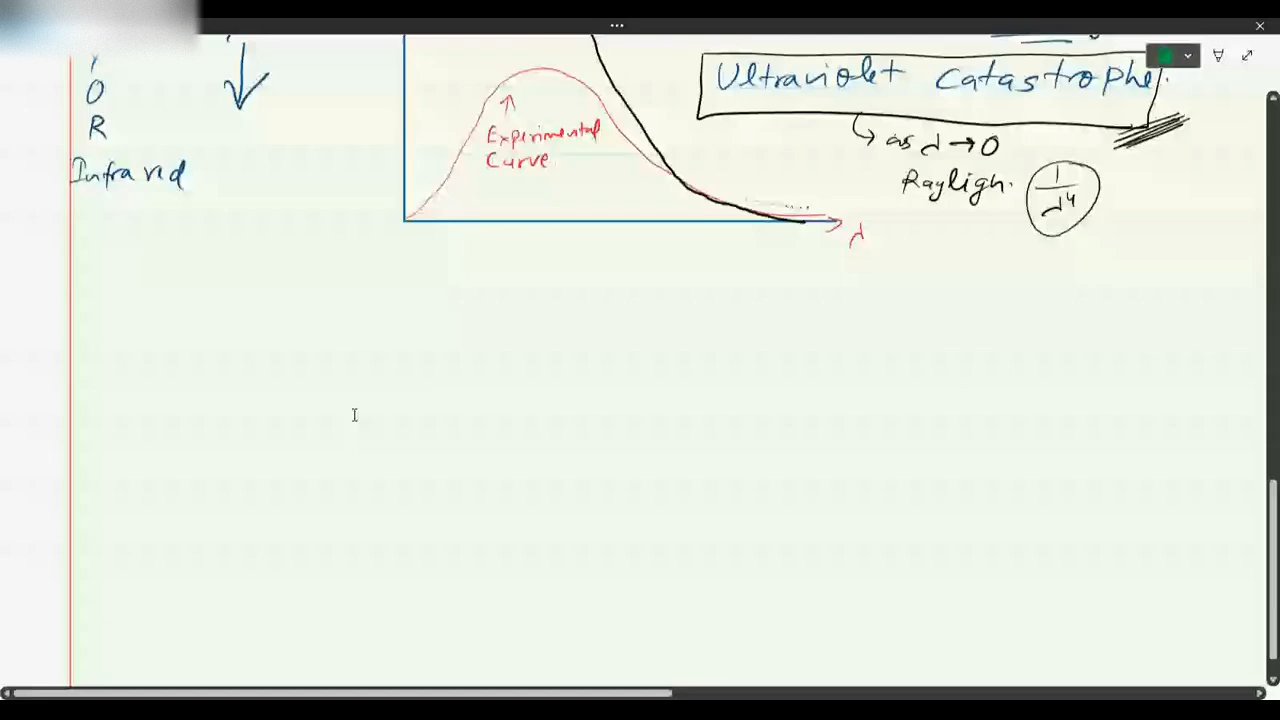 Ultraviolet Catastrophe
O
R
Infrared
Experimental
Curve
as λ → 0
Rayligh.
1
λ⁴
λ